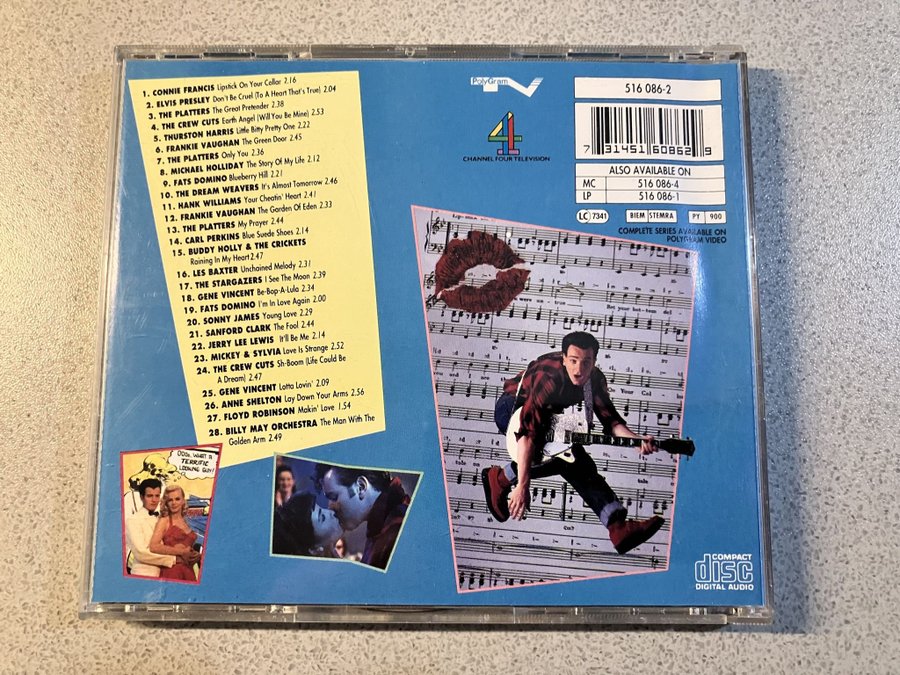 1. CONNIE FRANCIS Lipstick On Your Collar 2.16
2. ELVIS PRESLEY Don't Be Cruel (To A Heart That's True) 2.04
3. THE PLATTERS The Great Pretender 2.38
4. THE CREW CUTS Earth Angel (Will You Be Mine) 2.53
5. THURSTON HARRIS Little Bitty Pretty One 2.22
6. FRANKIE VAUGHAN The Green Door 2.45
7. THE PLATTERS Only You 2.36
8. MICHAEL HOLLIDAY The Story Of My Life 2.12
9. FATS DOMINO Blueberry Hill 2.21
10. THE DREAM WEAVERS It's Almost Tomorrow 2.46
11. HANK WILLIAMS Your Cheatin' Heart 2.41
12. FRANKIE VAUGHAN The Garden Of Eden 2.33
13. THE PLATTERS My Prayer 2.44
14. CARL PERKINS Blue Suede Shoes 2.14
15. BUDDY HOLLY & THE CRICKETS
Raining In My Heart 2.47
16. LES BAXTER Unchained Melody 2.31
17. THE STARGAZERS I See The Moon 2.39
18. GENE VINCENT Be-Bop-A-Lula 2.34
19. FATS DOMINO I'm In Love Again 2.00
20. SONNY JAMES Young Love 2.29
21. SANFORD CLARK The Fool 2.44
22. JERRY LEE LEWIS It'll Be Me 2.14
23. MICKEY & SYLVIA Love Is Strange 2.52
24. THE CREW CUTS Sh-Boom (Life Could Be
A Dream) 2.47
25. GENE VINCENT Lotta Lovin' 2.09
26. ANNE SHELTON Lay Down Your Arms 2.56
27. FLOYD ROBINSON Makin' Love 1.54
28. BILLY MAY ORCHESTRA The Man With The
Golden Arm 2.49
PolyGram TV
4
CHANNEL FOUR TELEVISION
516 086-2
7 31451 60862 9
ALSO AVAILABLE ON
MC 516 086-4
LP 516 086-1
LC 7341 BIEM STEMRA PY 900
COMPLETE SERIES AVAILABLE ON
POLYGRAM VIDEO
OOOH, WHAT A
TERRIFIC
LOOKING GUY!
COMPACT
disc
DIGITAL AUDIO